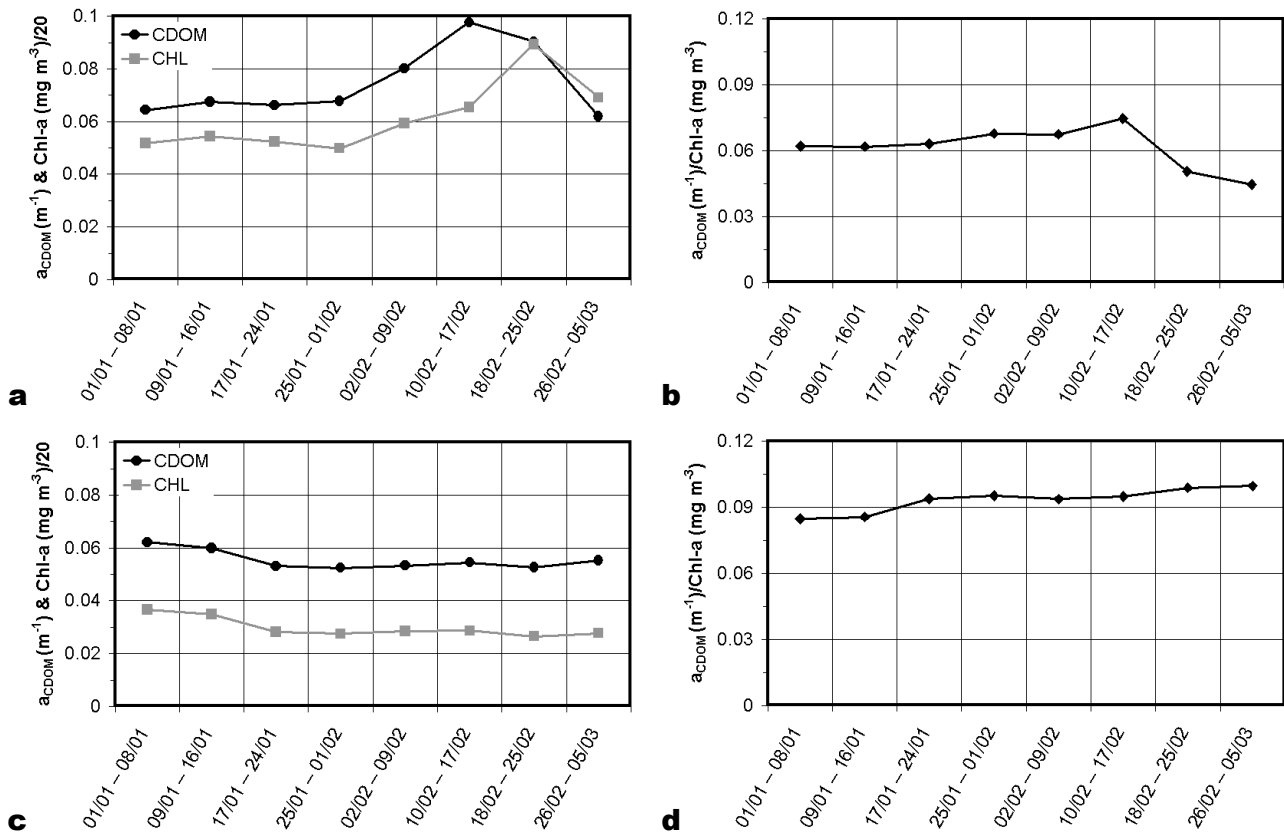 a_CDOM (m⁻¹) & Chl-a (mg m⁻³)/20
0.1
0.08
0.06
0.04
0.02
0
CDOM
CHL
01/01 – 08/01
09/01 – 16/01
17/01 – 24/01
25/01 – 01/02
02/02 – 09/02
10/02 – 17/02
18/02 – 25/02
26/02 – 05/03
a
a_CDOM (m⁻¹)/Chl-a (mg m⁻³)
0.12
0.09
0.06
0.03
0
01/01 – 08/01
09/01 – 16/01
17/01 – 24/01
25/01 – 01/02
02/02 – 09/02
10/02 – 17/02
18/02 – 25/02
26/02 – 05/03
b
a_CDOM (m⁻¹) & Chl-a (mg m⁻³)/20
0.1
0.08
0.06
0.04
0.02
0
CDOM
CHL
01/01 – 08/01
09/01 – 16/01
17/01 – 24/01
25/01 – 01/02
02/02 – 09/02
10/02 – 17/02
18/02 – 25/02
26/02 – 05/03
c
a_CDOM (m⁻¹)/Chl-a (mg m⁻³)
0.12
0.09
0.06
0.03
0
01/01 – 08/01
09/01 – 16/01
17/01 – 24/01
25/01 – 01/02
02/02 – 09/02
10/02 – 17/02
18/02 – 25/02
26/02 – 05/03
d